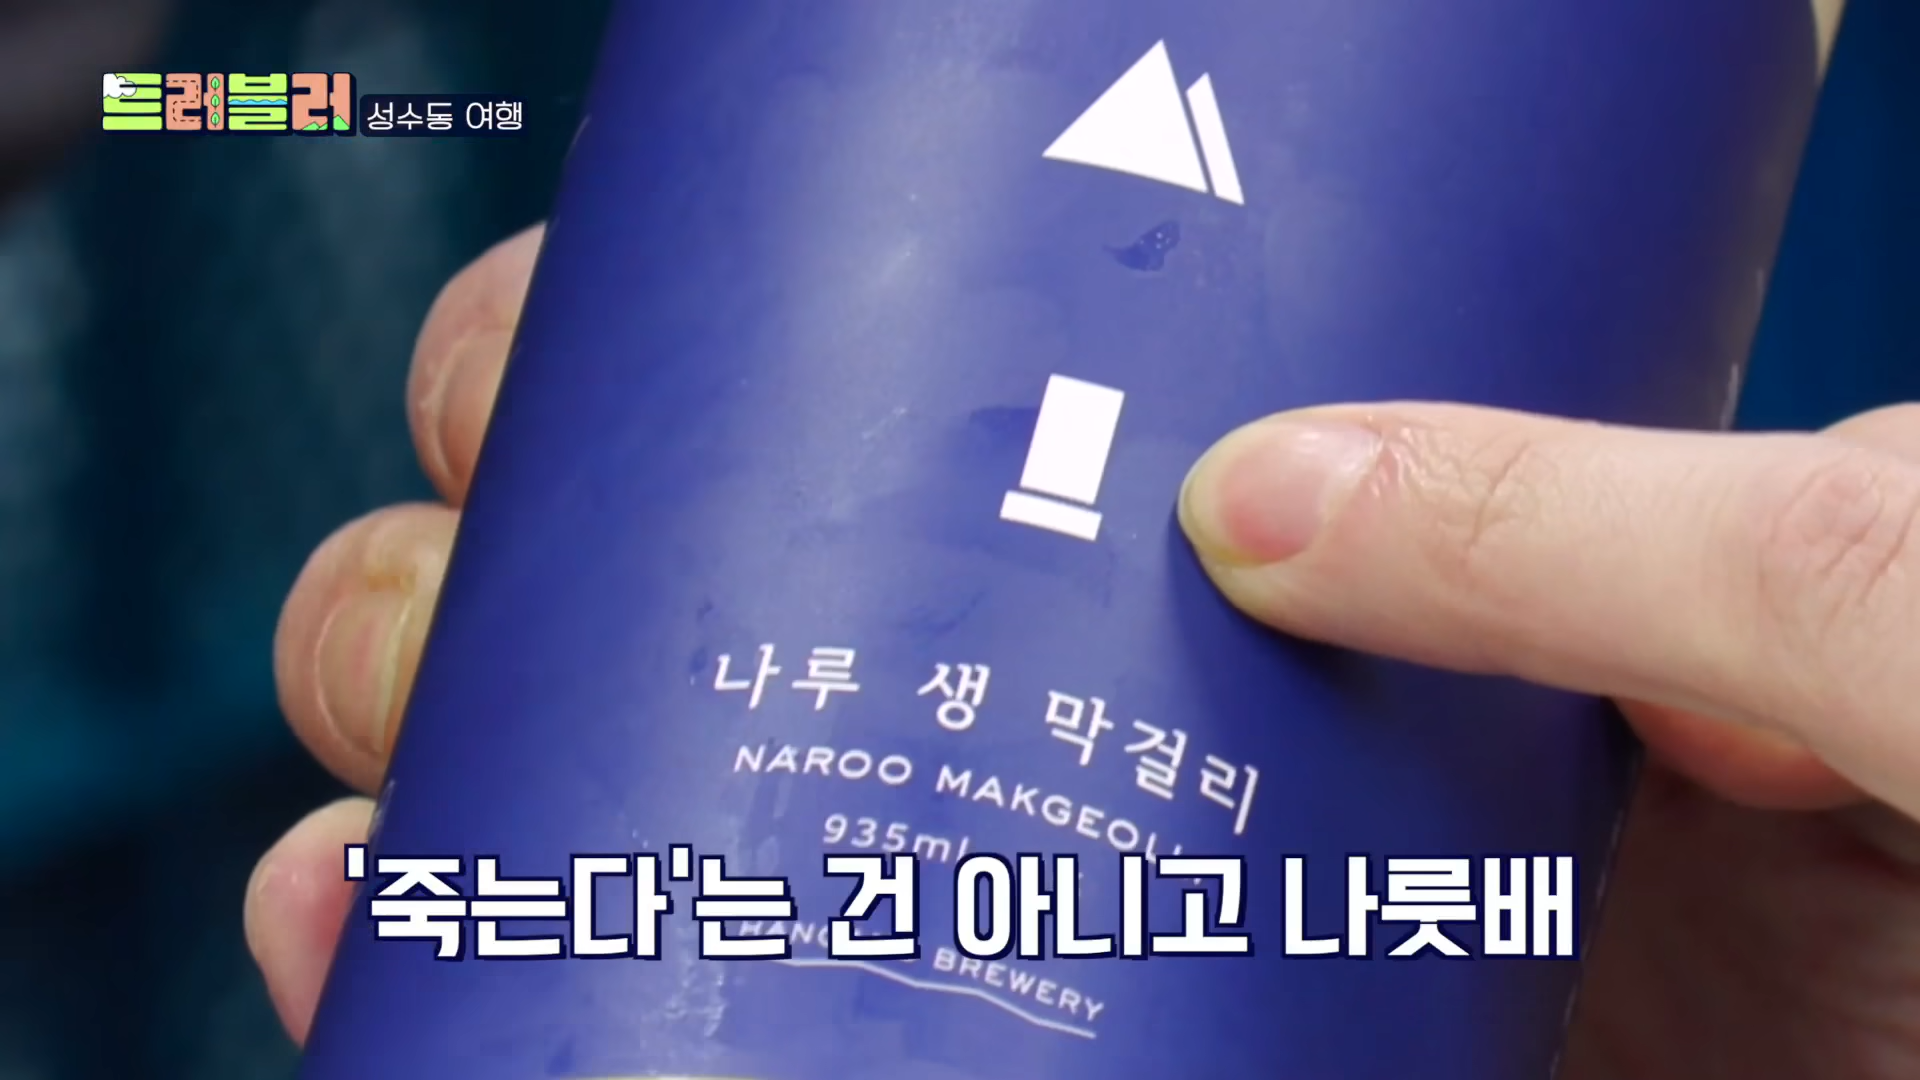 트러블러 성수동 여행
나루 생 막걸리
NAROO MAKGEOLLI
935ml
'죽는다'는 건 아니고 나룻배
BREWERY